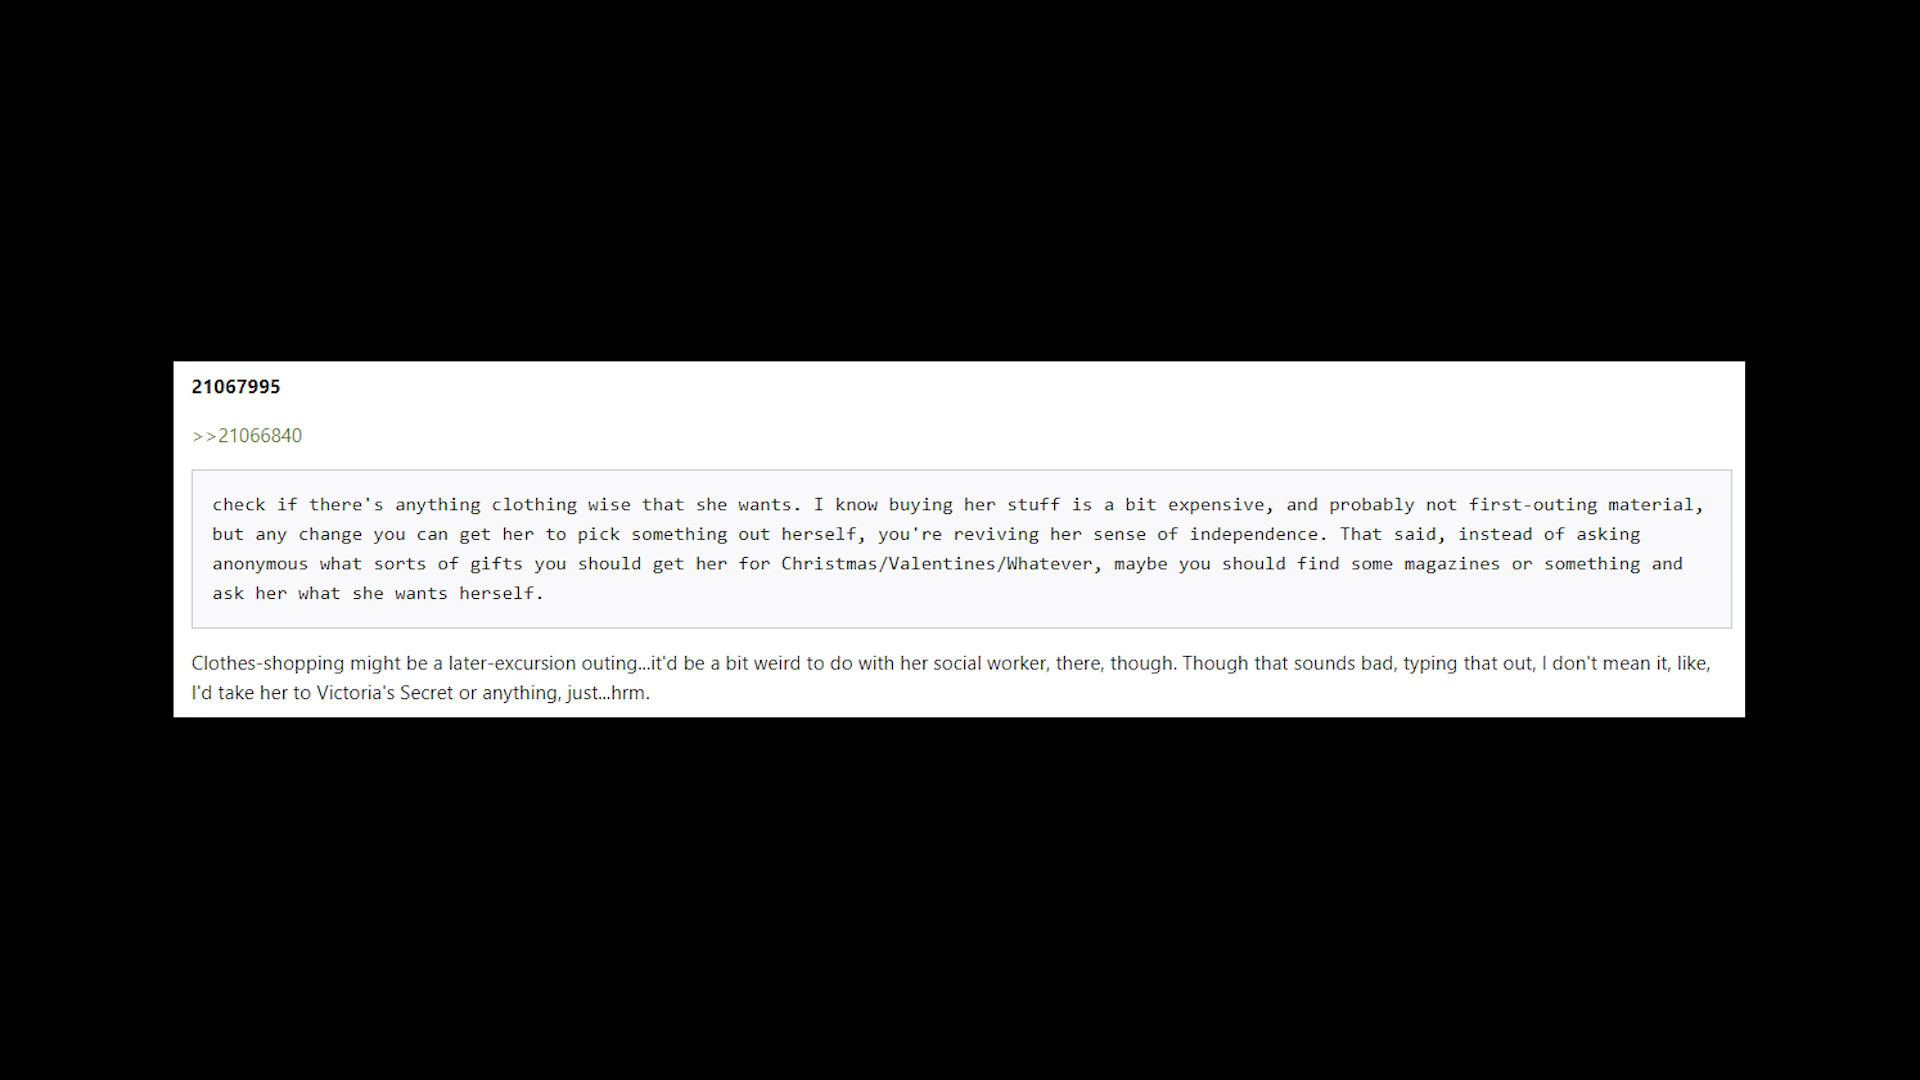 21067995
>>21066840
check if there's anything clothing wise that she wants. I know buying her stuff is a bit expensive, and probably not first-outing material,
but any change you can get her to pick something out herself, you're reviving her sense of independence. That said, instead of asking
anonymous what sorts of gifts you should get her for Christmas/Valentines/Whatever, maybe you should find some magazines or something and
ask her what she wants herself.
Clothes-shopping might be a later-excursion outing...it'd be a bit weird to do with her social worker, there, though. Though that sounds bad, typing that out, I don't mean it, like,
I'd take her to Victoria's Secret or anything, just...hrm.